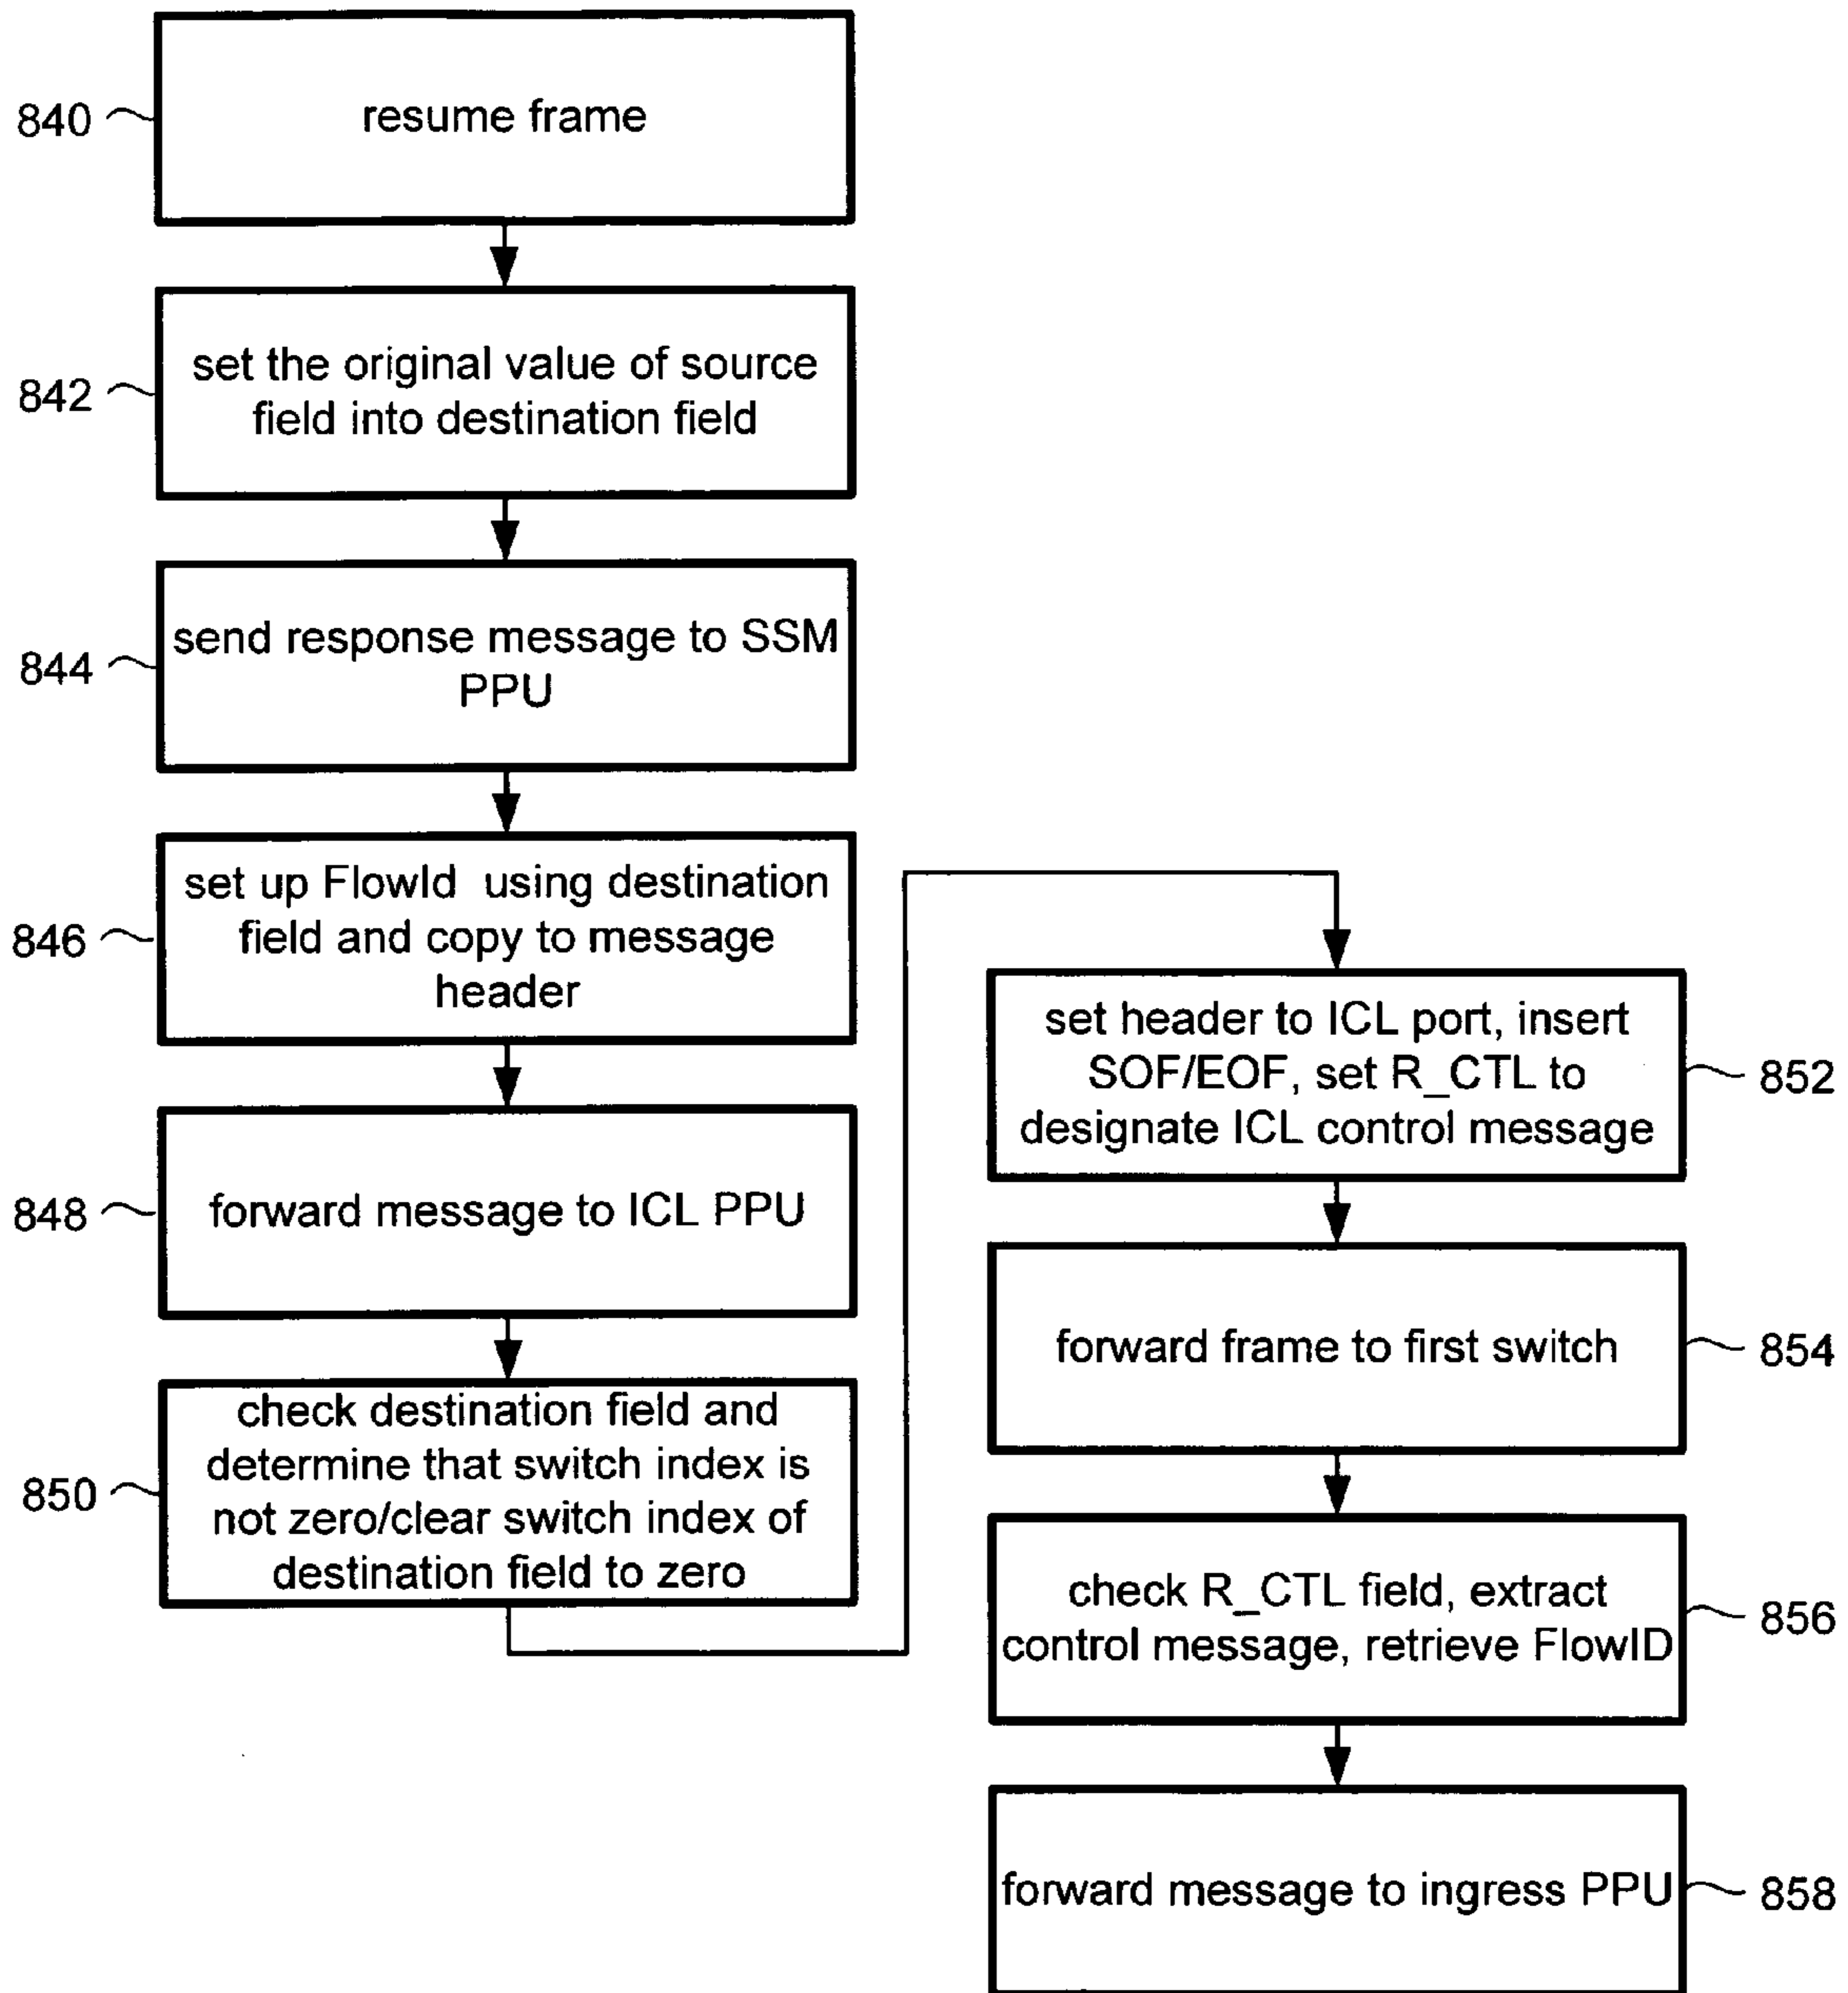 840
resume frame
842
set the original value of source
field into destination field
844
send response message to SSM
PPU
846
set up FlowId using destination
field and copy to message
header
848
forward message to ICL PPU
850
check destination field and
determine that switch index is
not zero/clear switch index of
destination field to zero
set header to ICL port, insert
SOF/EOF, set R_CTL to
designate ICL control message
852
forward frame to first switch
854
check R_CTL field, extract
control message, retrieve FlowID
856
forward message to ingress PPU
858